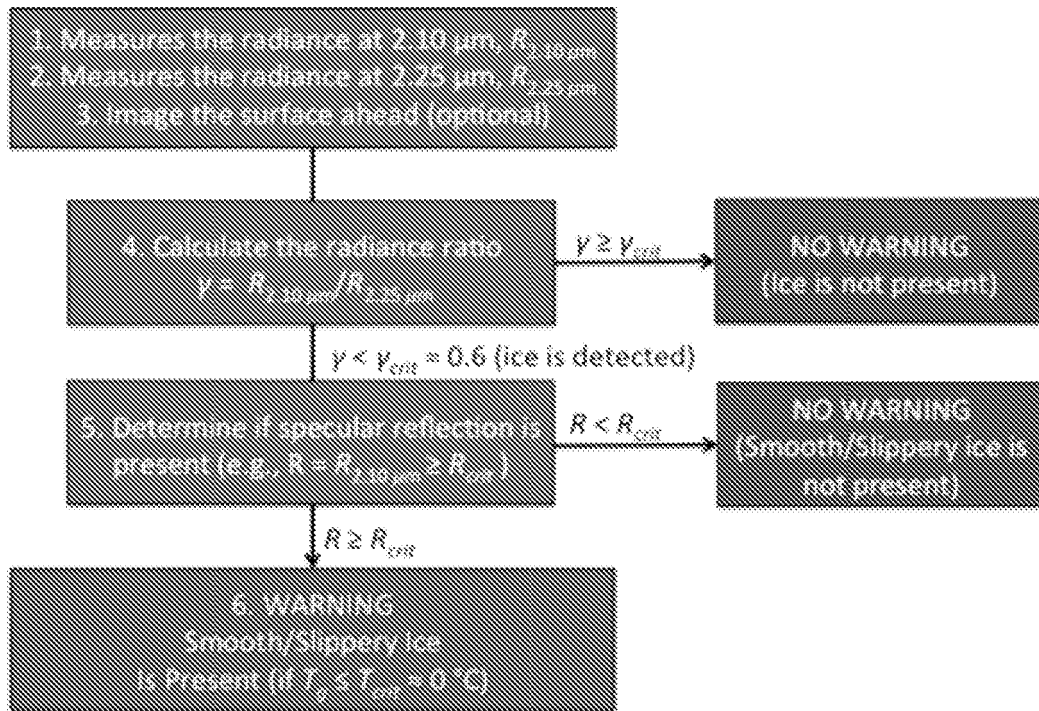 1. Measures the radiance at 2.10 µm, R2.10 µm
2. Measures the radiance at 2.25 µm, R2.25 µm
3. Image the surface ahead (optional)
4. Calculate the radiance ratio
γ = R2.10 µm/R2.25 µm
γ ≥ γcrit
NO WARNING
(Ice is not present)
γ < γcrit = 0.6 (ice is detected)
5. Determine if specular reflection is
present (e.g., R = R2.10 µm ≥ Rcrit)
R < Rcrit
NO WARNING
(Smooth/Slippery ice is
not present)
R ≥ Rcrit
6. WARNING
Smooth/Slippery ice
is Present (if Tg ≤ Tcrit = 0 °C)